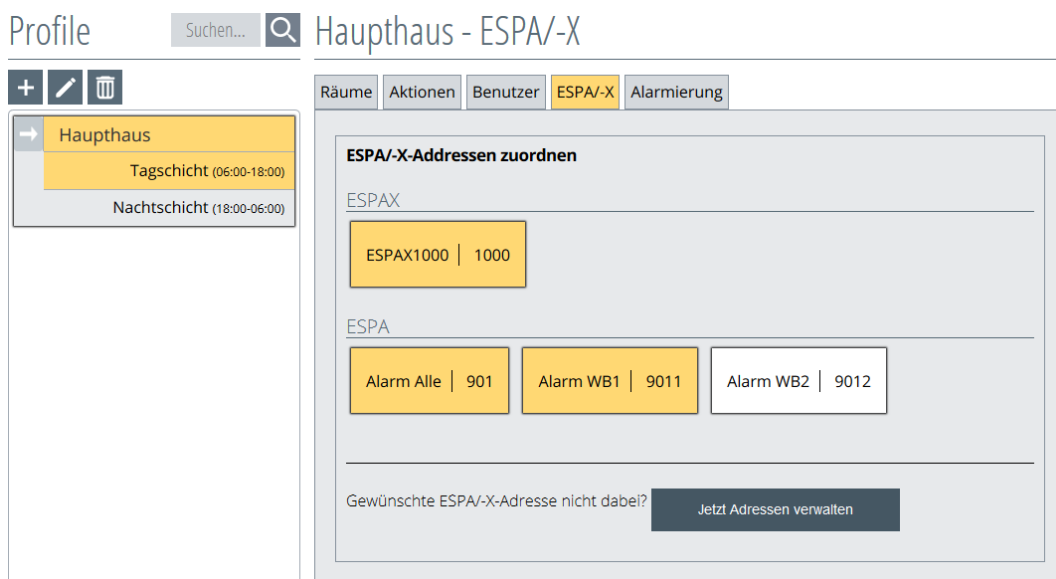 Profile
Suchen...
Haupthaus - ESPA/-X
Räume Aktionen Benutzer ESPA/-X Alarmierung
Haupthaus
Tagschicht (06:00-18:00)
Nachtschicht (18:00-06:00)
ESPA/-X-Addressen zuordnen
ESPAX
ESPAX1000 | 1000
ESPA
Alarm Alle | 901
Alarm WB1 | 9011
Alarm WB2 | 9012
Gewünschte ESPA/-X-Adresse nicht dabei?
Jetzt Adressen verwalten